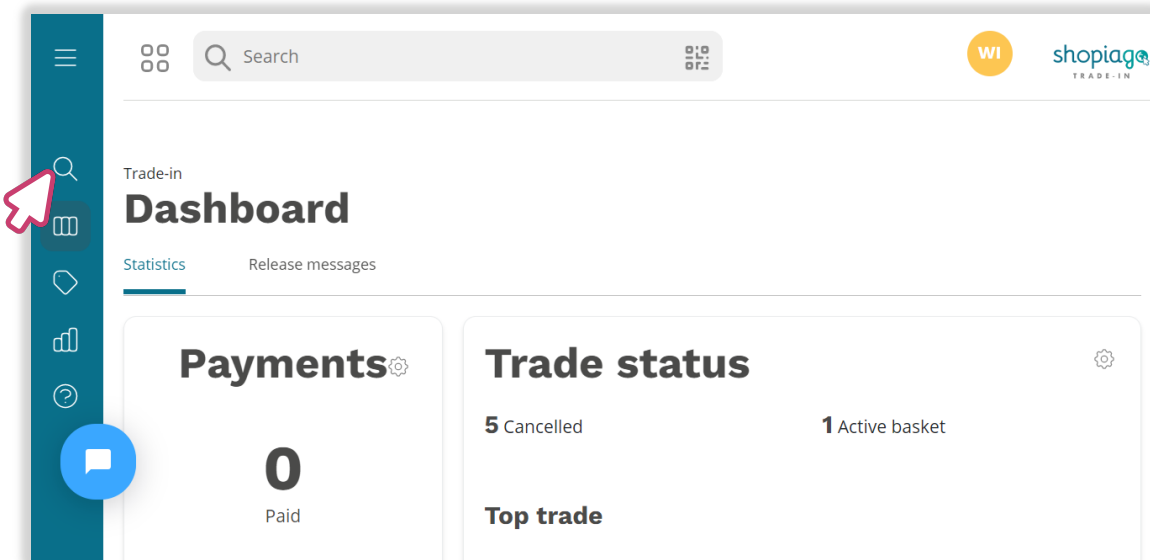 Search
WI
shopiago
TRADE-IN
Trade-in
Dashboard
Statistics Release messages
Payments
Trade status
5 Cancelled 1 Active basket
0
Paid
Top trade